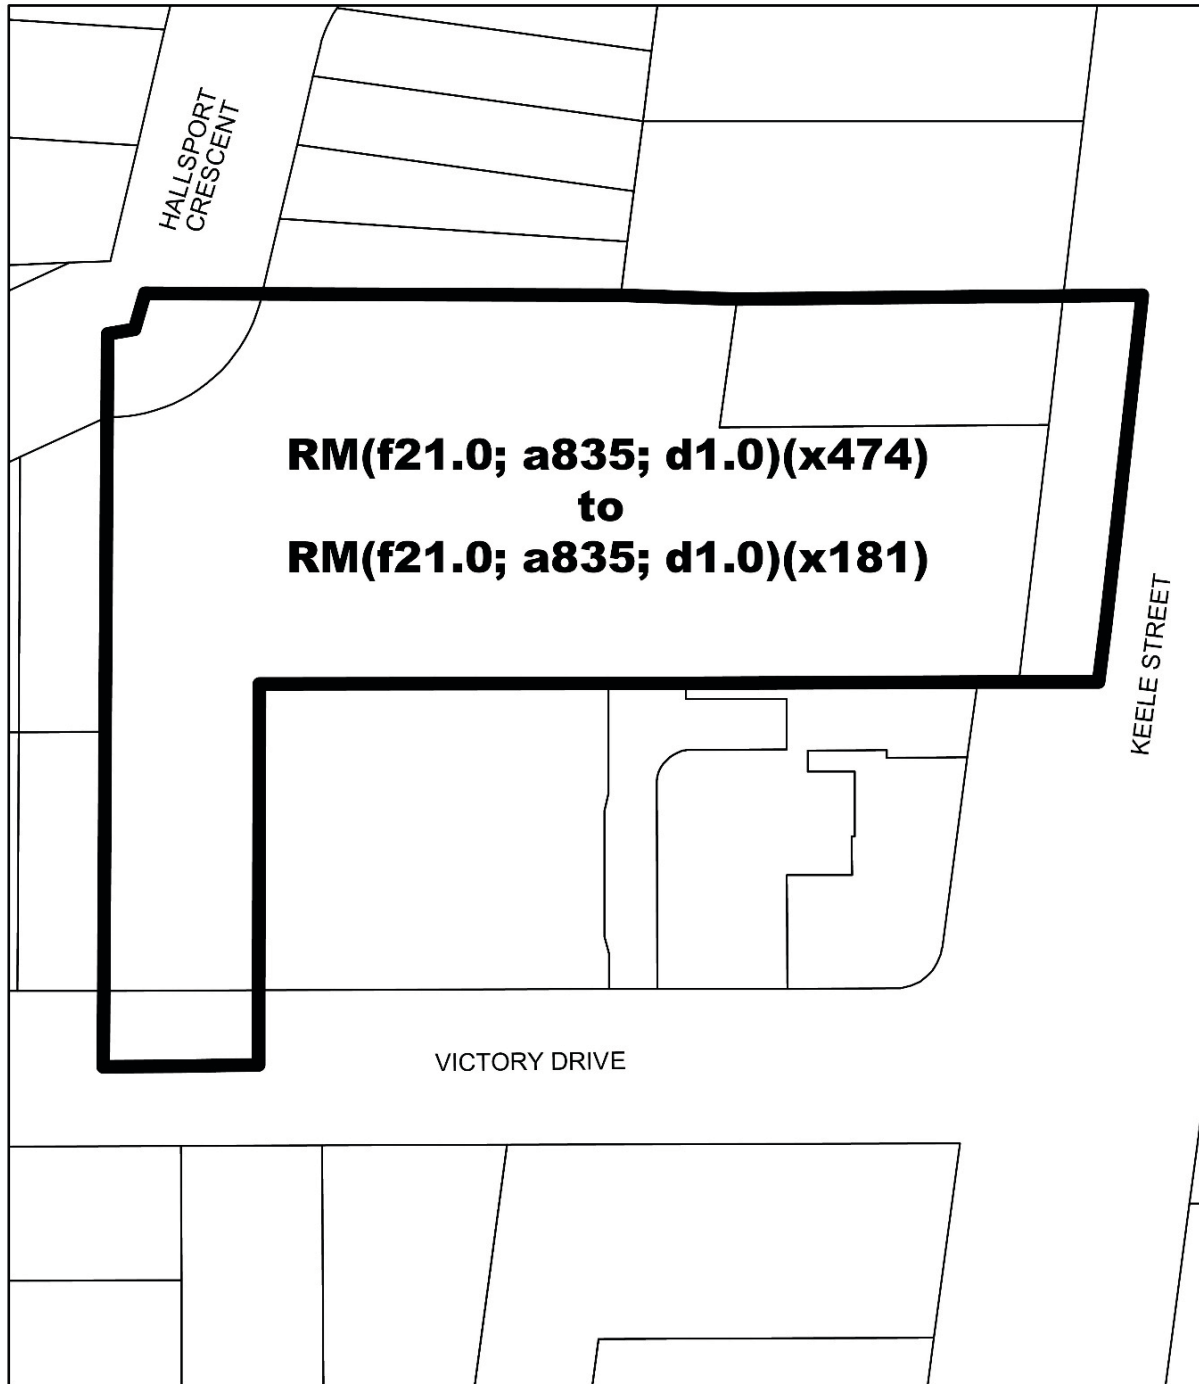 HALLSPORT
CRESCENT
RM(f21.0; a835; d1.0)(x474)
to
RM(f21.0; a835; d1.0)(x181)
KEELE STREET
VICTORY DRIVE